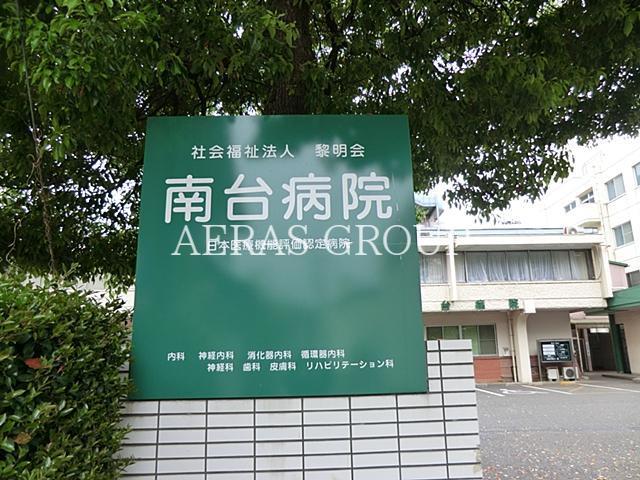 社会福祉法人 黎明会
南台病院
日本医療機能評価認定病院
AERAS GROUP
内科 神経内科 消化器内科 循環器内科
神経科 歯科 皮膚科 リハビリテーション科
台病院